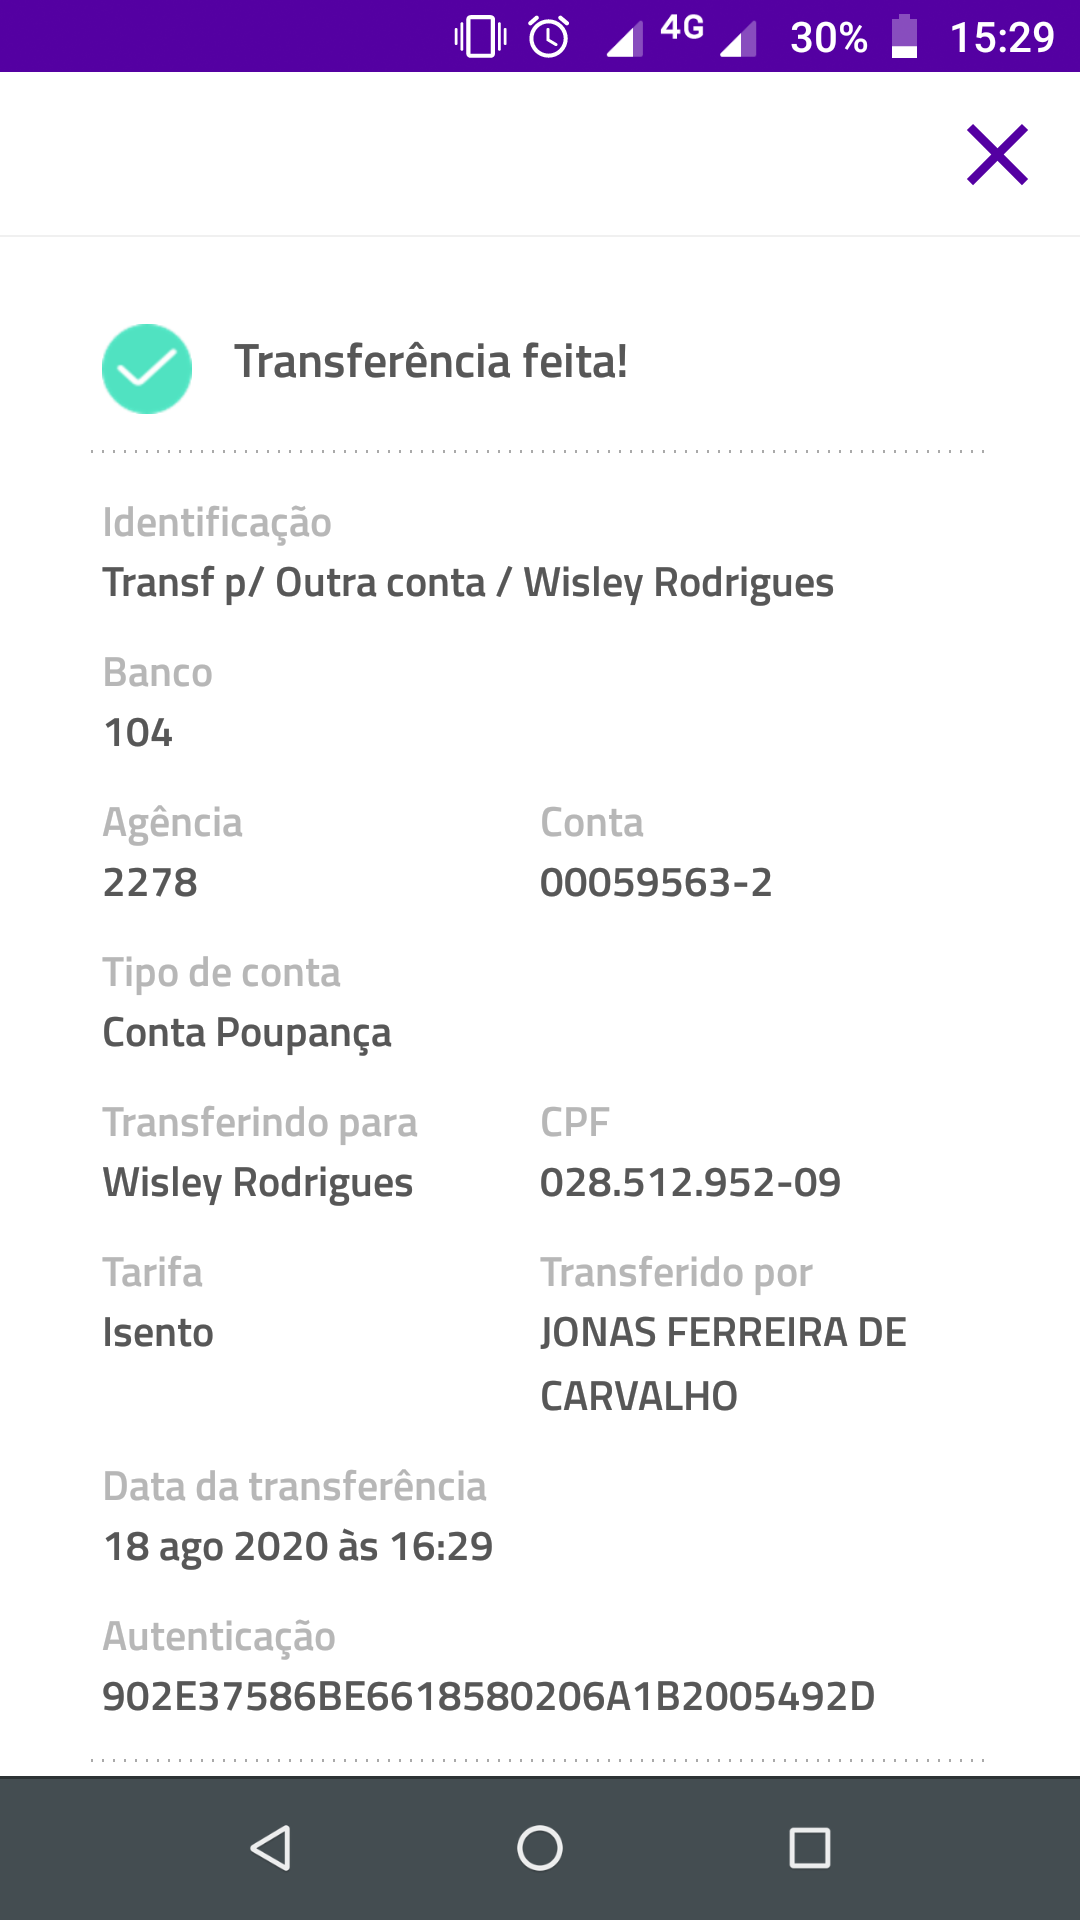 4G 30% 15:29
Transferência feita!
Identificação
Transf p/ Outra conta / Wisley Rodrigues
Banco
104
Agência Conta
2278 00059563-2
Tipo de conta
Conta Poupança
Transferindo para CPF
Wisley Rodrigues 028.512.952-09
Tarifa Transferido por
Isento JONAS FERREIRA DE
CARVALHO
Data da transferência
18 ago 2020 às 16:29
Autenticação
902E37586BE6618580206A1B2005492D